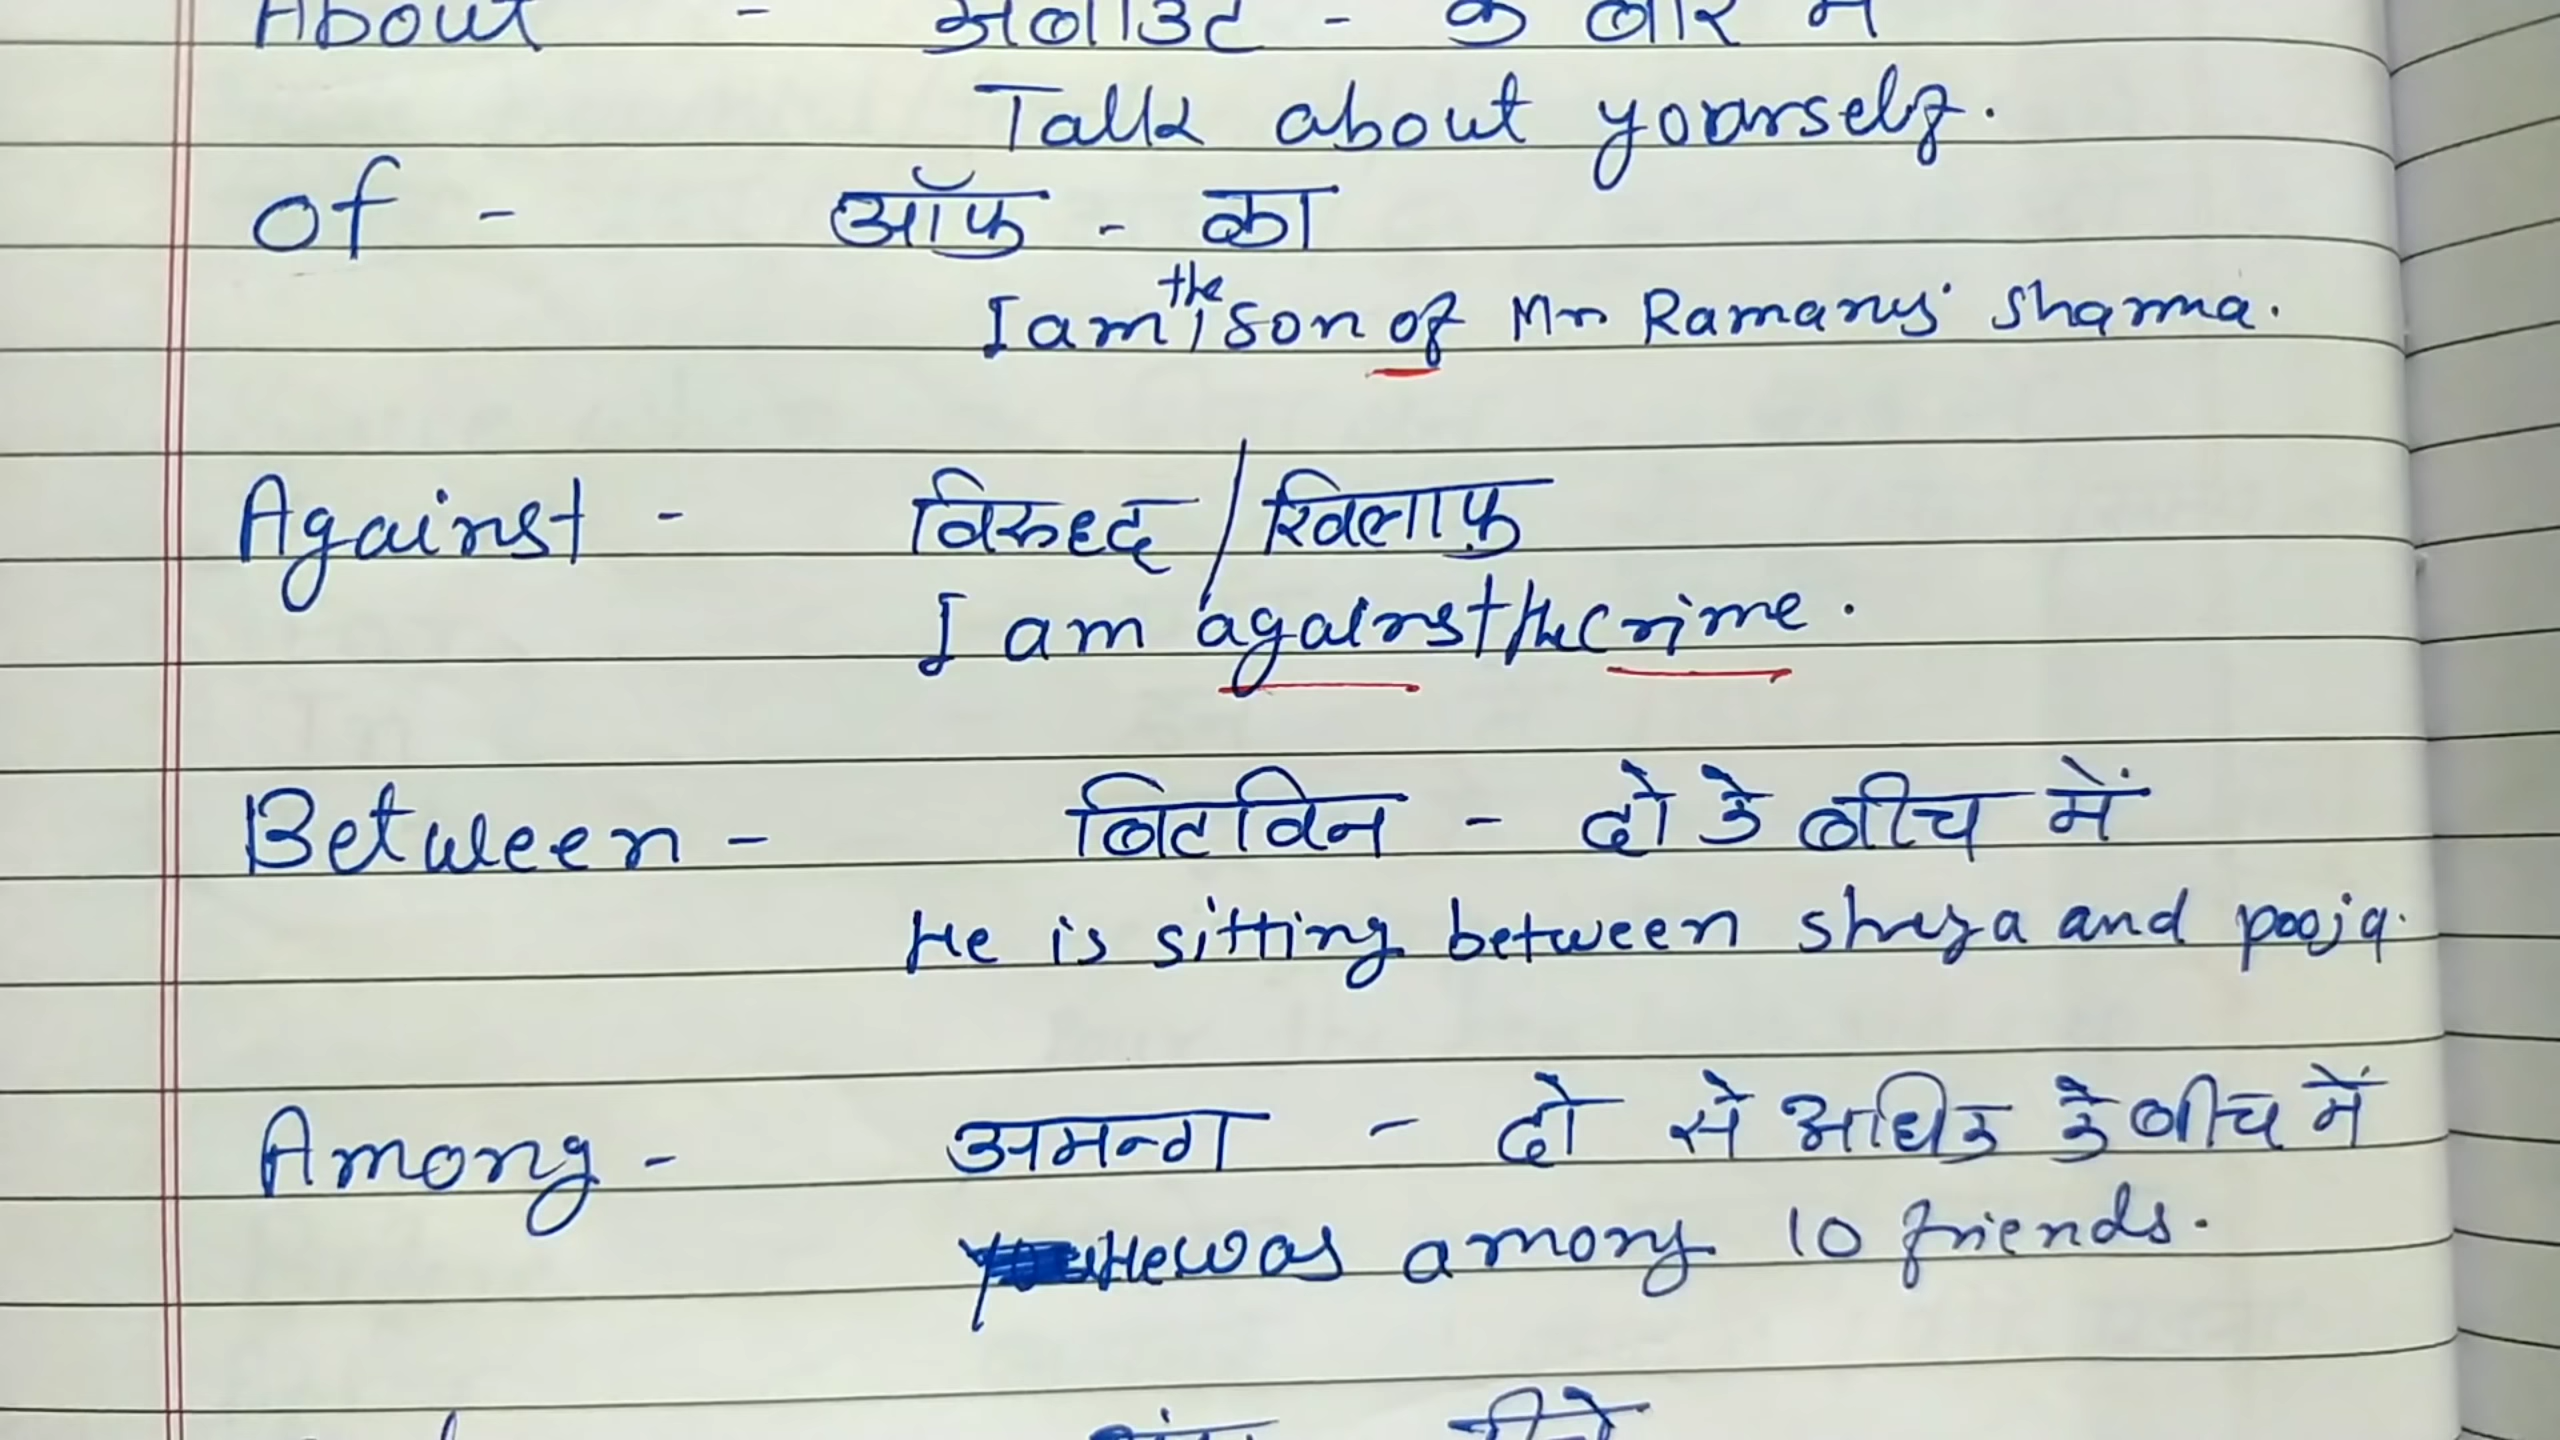 About - अबाउट - के बारे में
Talk about yourself.
of - ऑफ - का
I am the son of Mr Ramanuj Sharma.
Against - विरुद्द / खिलाफ़
I am against the crime.
Between - बिटविन - दो के बीच में
He is sitting between shreya and pooja.
Among - अमन्ग - दो से अधिक के बीच में
He was among 10 friends.